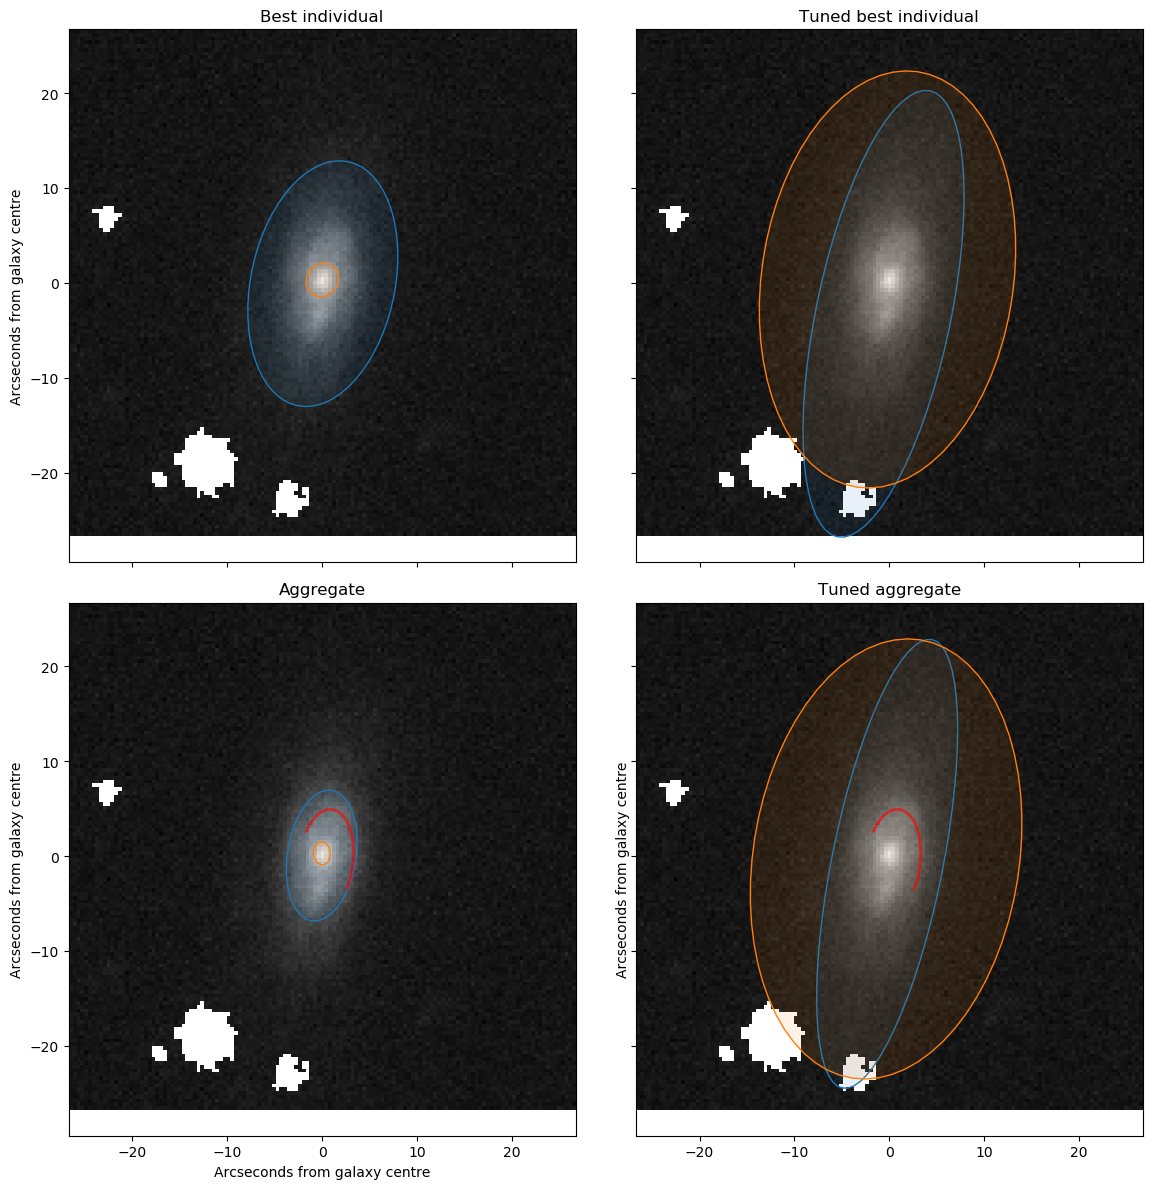 Best individual
Tuned best individual
20
10
0
−10
−20
Arcseconds from galaxy centre
Aggregate
Tuned aggregate
20
10
0
−10
−20
Arcseconds from galaxy centre
Arcseconds from galaxy centre
−20 −10 0 10 20
−20 −10 0 10 20
Arcseconds from galaxy centre